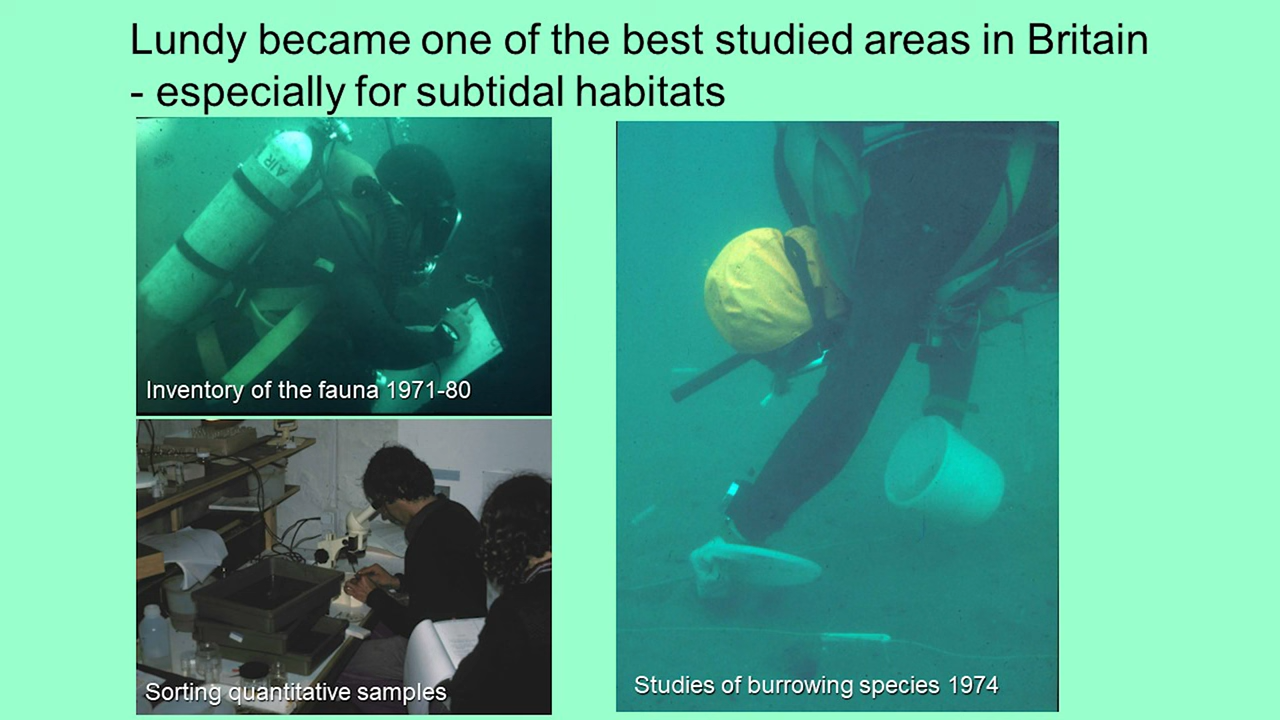 Lundy became one of the best studied areas in Britain
- especially for subtidal habitats
AIR
Inventory of the fauna 1971-80
Sorting quantitative samples
Studies of burrowing species 1974